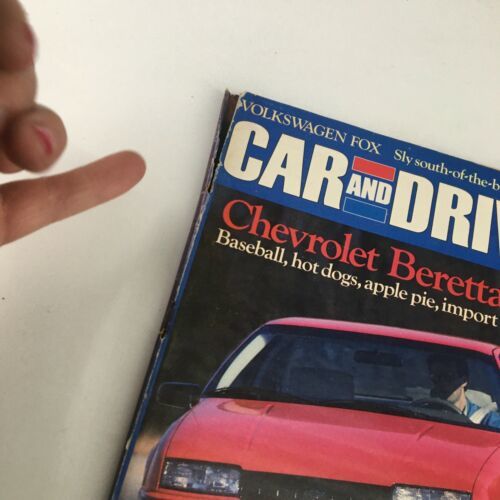 VOLKSWAGEN FOX Sly south-of-the-b
CAR AND DRIV
Chevrolet Beretta
Baseball, hot dogs, apple pie, import